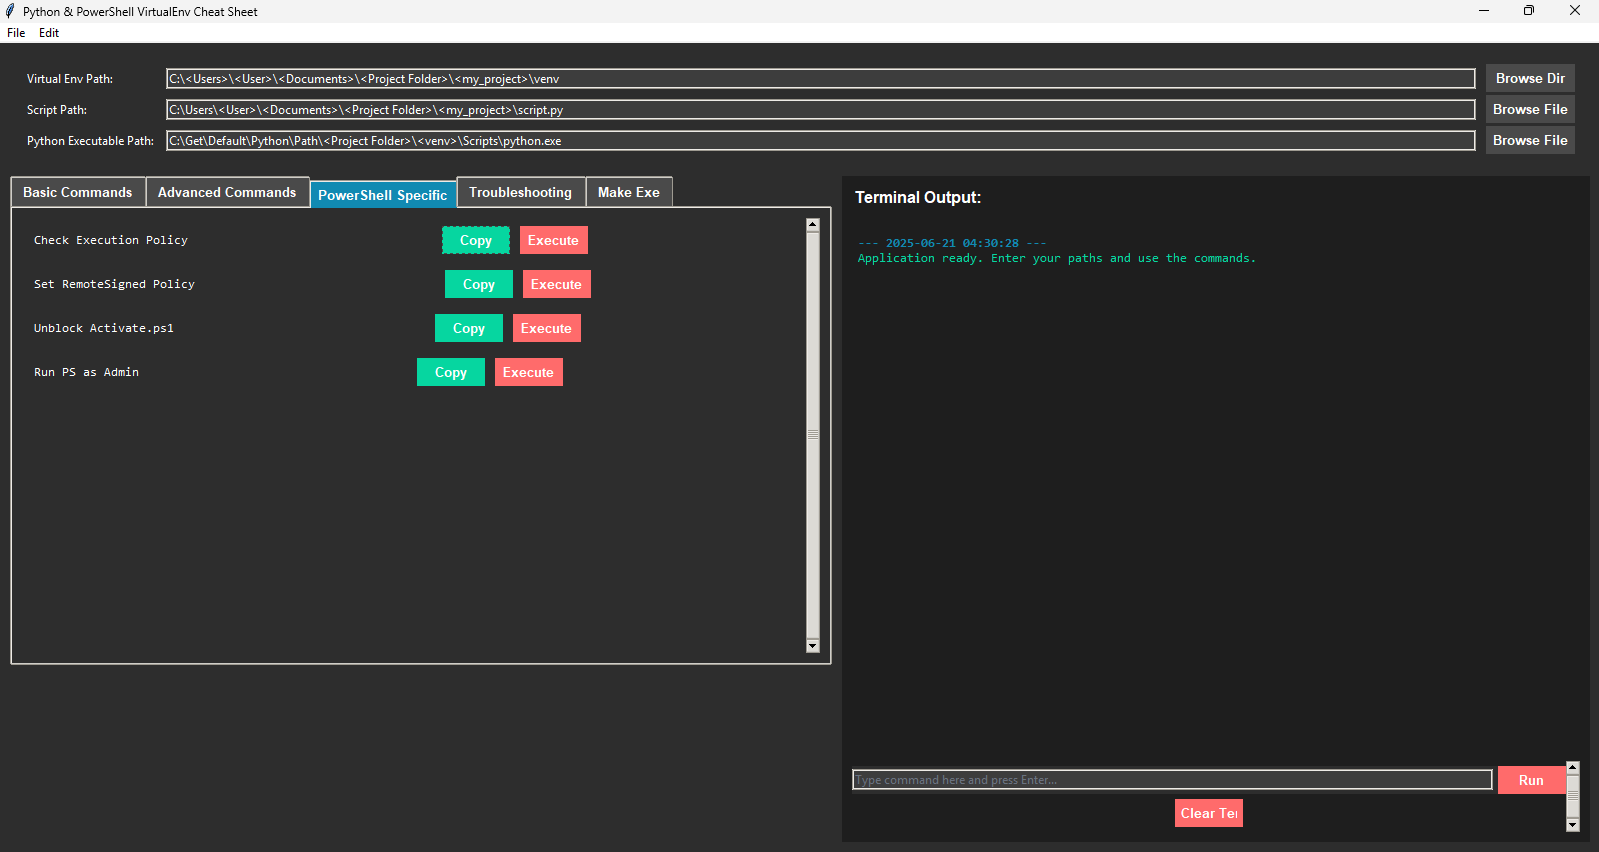 Python & PowerShell VirtualEnv Cheat Sheet
File Edit
Virtual Env Path: C:\<Users>\<User>\<Documents>\<Project Folder>\<my_project>\venv Browse Dir
Script Path: C:\Users\<User>\<Documents>\<Project Folder>\<my_project>\script.py Browse File
Python Executable Path: C:\Get\Default\Python\Path\<Project Folder>\<venv>\Scripts\python.exe Browse File
Basic Commands Advanced Commands PowerShell Specific Troubleshooting Make Exe
Check Execution Policy Copy Execute
Set RemoteSigned Policy Copy Execute
Unblock Activate.ps1 Copy Execute
Run PS as Admin Copy Execute
Terminal Output:
--- 2025-06-21 04:30:28 ---
Application ready. Enter your paths and use the commands.
Type command here and press Enter... Run
Clear Ter